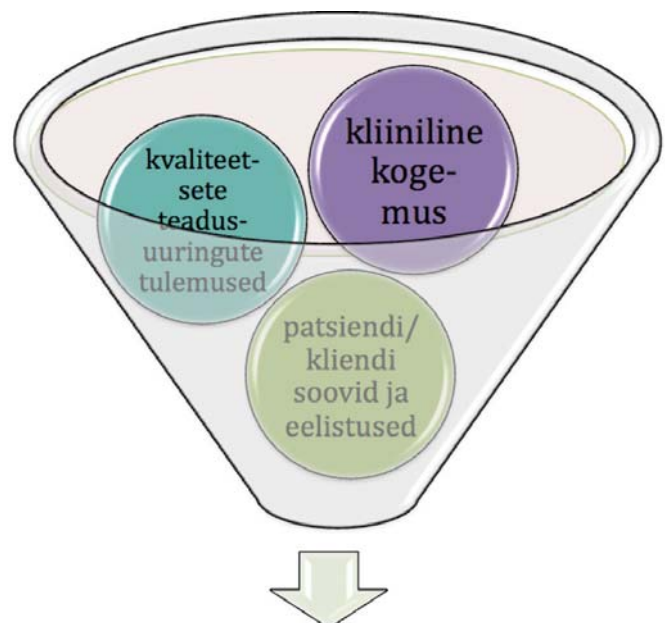 kvaliteet-
sete
teadus-
uuringute
tulemused
kliiniline
koge-
mus
patsiendi/
kliendi
soovid ja
eelistused